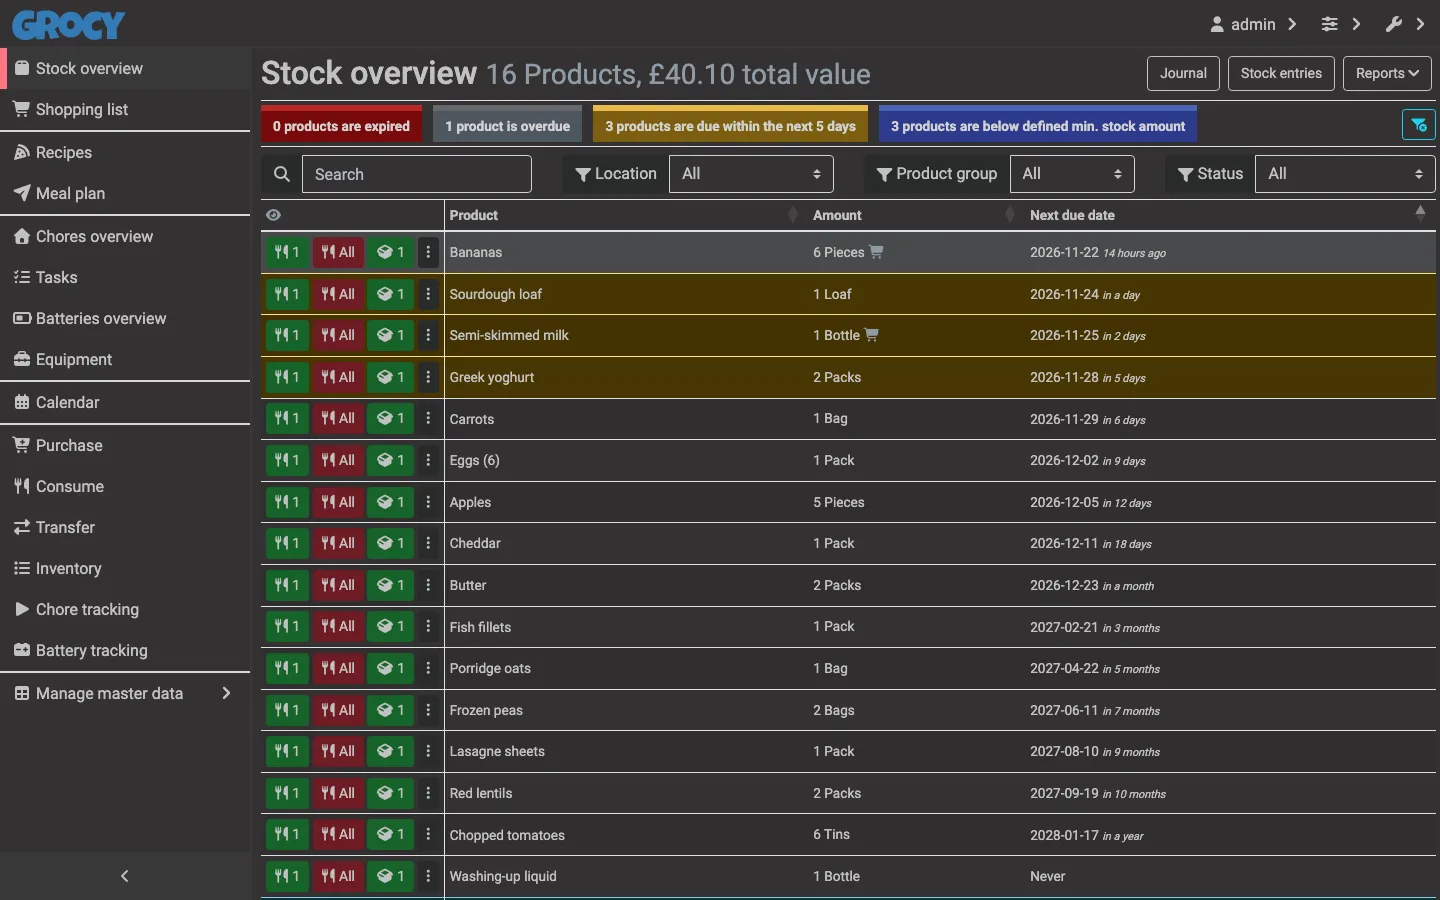 GROCY
admin
Stock overview
Shopping list
Recipes
Meal plan
Chores overview
Tasks
Batteries overview
Equipment
Calendar
Purchase
Consume
Transfer
Inventory
Chore tracking
Battery tracking
Manage master data
Stock overview 16 Products, £40.10 total value
Journal Stock entries Reports
0 products are expired 1 product is overdue 3 products are due within the next 5 days 3 products are below defined min. stock amount
Search Location All Product group All Status All
Product Amount Next due date
1 All 1 Bananas 6 Pieces 2026-11-22 14 hours ago
1 All 1 Sourdough loaf 1 Loaf 2026-11-24 in a day
1 All 1 Semi-skimmed milk 1 Bottle 2026-11-25 in 2 days
1 All 1 Greek yoghurt 2 Packs 2026-11-28 in 5 days
1 All 1 Carrots 1 Bag 2026-11-29 in 6 days
1 All 1 Eggs (6) 1 Pack 2026-12-02 in 9 days
1 All 1 Apples 5 Pieces 2026-12-05 in 12 days
1 All 1 Cheddar 1 Pack 2026-12-11 in 18 days
1 All 1 Butter 2 Packs 2026-12-23 in a month
1 All 1 Fish fillets 1 Pack 2027-02-21 in 3 months
1 All 1 Porridge oats 1 Bag 2027-04-22 in 5 months
1 All 1 Frozen peas 2 Bags 2027-06-11 in 7 months
1 All 1 Lasagne sheets 1 Pack 2027-08-10 in 9 months
1 All 1 Red lentils 2 Packs 2027-09-19 in 10 months
1 All 1 Chopped tomatoes 6 Tins 2028-01-17 in a year
1 All 1 Washing-up liquid 1 Bottle Never